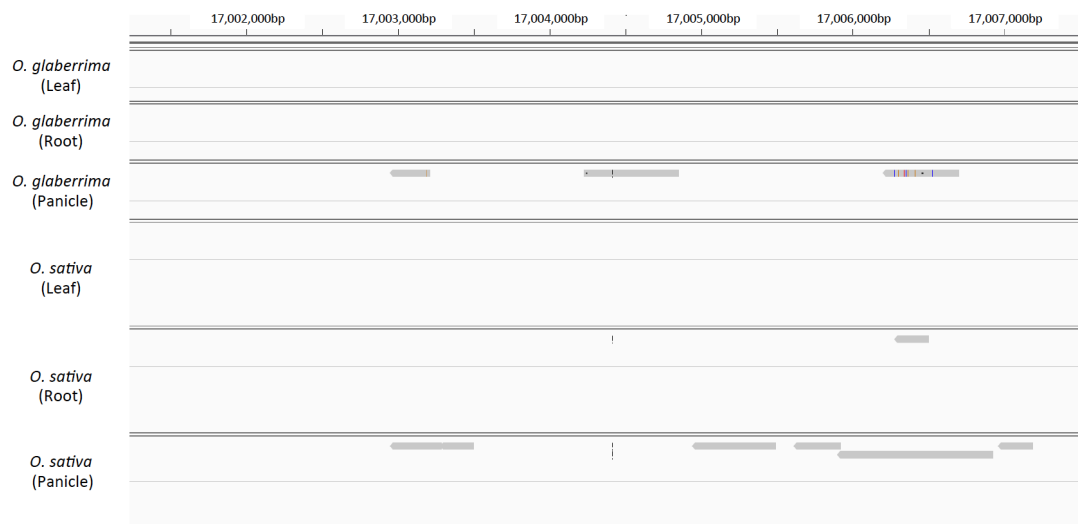 17,002,000bp 17,003,000bp 17,004,000bp 17,005,000bp 17,006,000bp 17,007,000bp
O. glaberrima
(Leaf)
O. glaberrima
(Root)
O. glaberrima
(Panicle)
O. sativa
(Leaf)
O. sativa
(Root)
O. sativa
(Panicle)